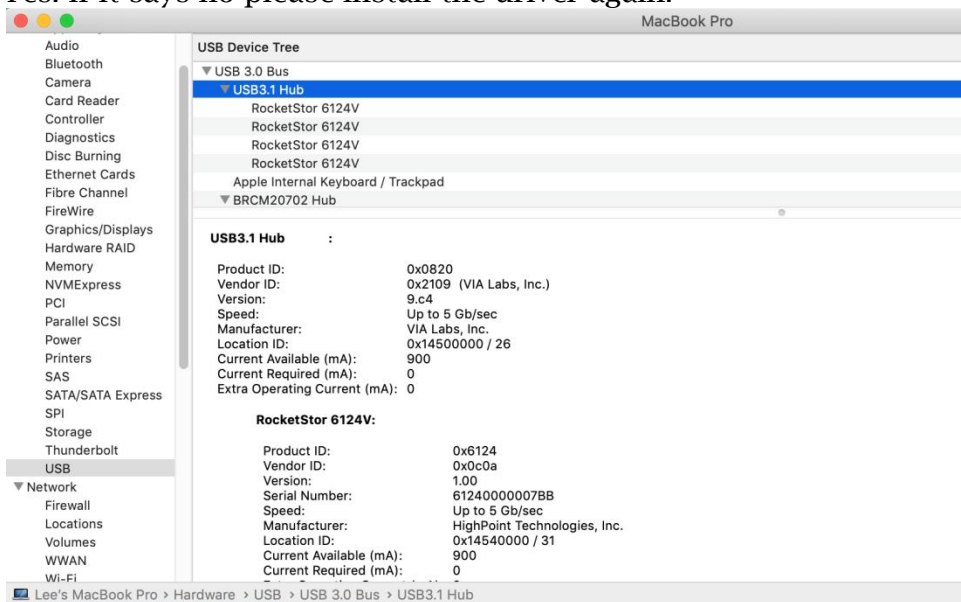 Yes. If it says no please install the driver again.
MacBook Pro
Audio
Bluetooth
Camera
Card Reader
Controller
Diagnostics
Disc Burning
Ethernet Cards
Fibre Channel
FireWire
Graphics/Displays
Hardware RAID
Memory
NVMExpress
PCI
Parallel SCSI
Power
Printers
SAS
SATA/SATA Express
SPI
Storage
Thunderbolt
USB
Network
Firewall
Locations
Volumes
WWAN
Wi-Fi
USB Device Tree
USB 3.0 Bus
USB3.1 Hub
RocketStor 6124V
RocketStor 6124V
RocketStor 6124V
RocketStor 6124V
Apple Internal Keyboard / Trackpad
BRCM20702 Hub
USB3.1 Hub :
Product ID: 0x0820
Vendor ID: 0x2109 (VIA Labs, Inc.)
Version: 9.c4
Speed: Up to 5 Gb/sec
Manufacturer: VIA Labs, Inc.
Location ID: 0x14500000 / 26
Current Available (mA): 900
Current Required (mA): 0
Extra Operating Current (mA): 0
RocketStor 6124V:
Product ID: 0x6124
Vendor ID: 0x0c0a
Version: 1.00
Serial Number: 61240000007BB
Speed: Up to 5 Gb/sec
Manufacturer: HighPoint Technologies, Inc.
Location ID: 0x14540000 / 31
Current Available (mA): 900
Current Required (mA): 0
Lee's MacBook Pro › Hardware › USB › USB 3.0 Bus › USB3.1 Hub